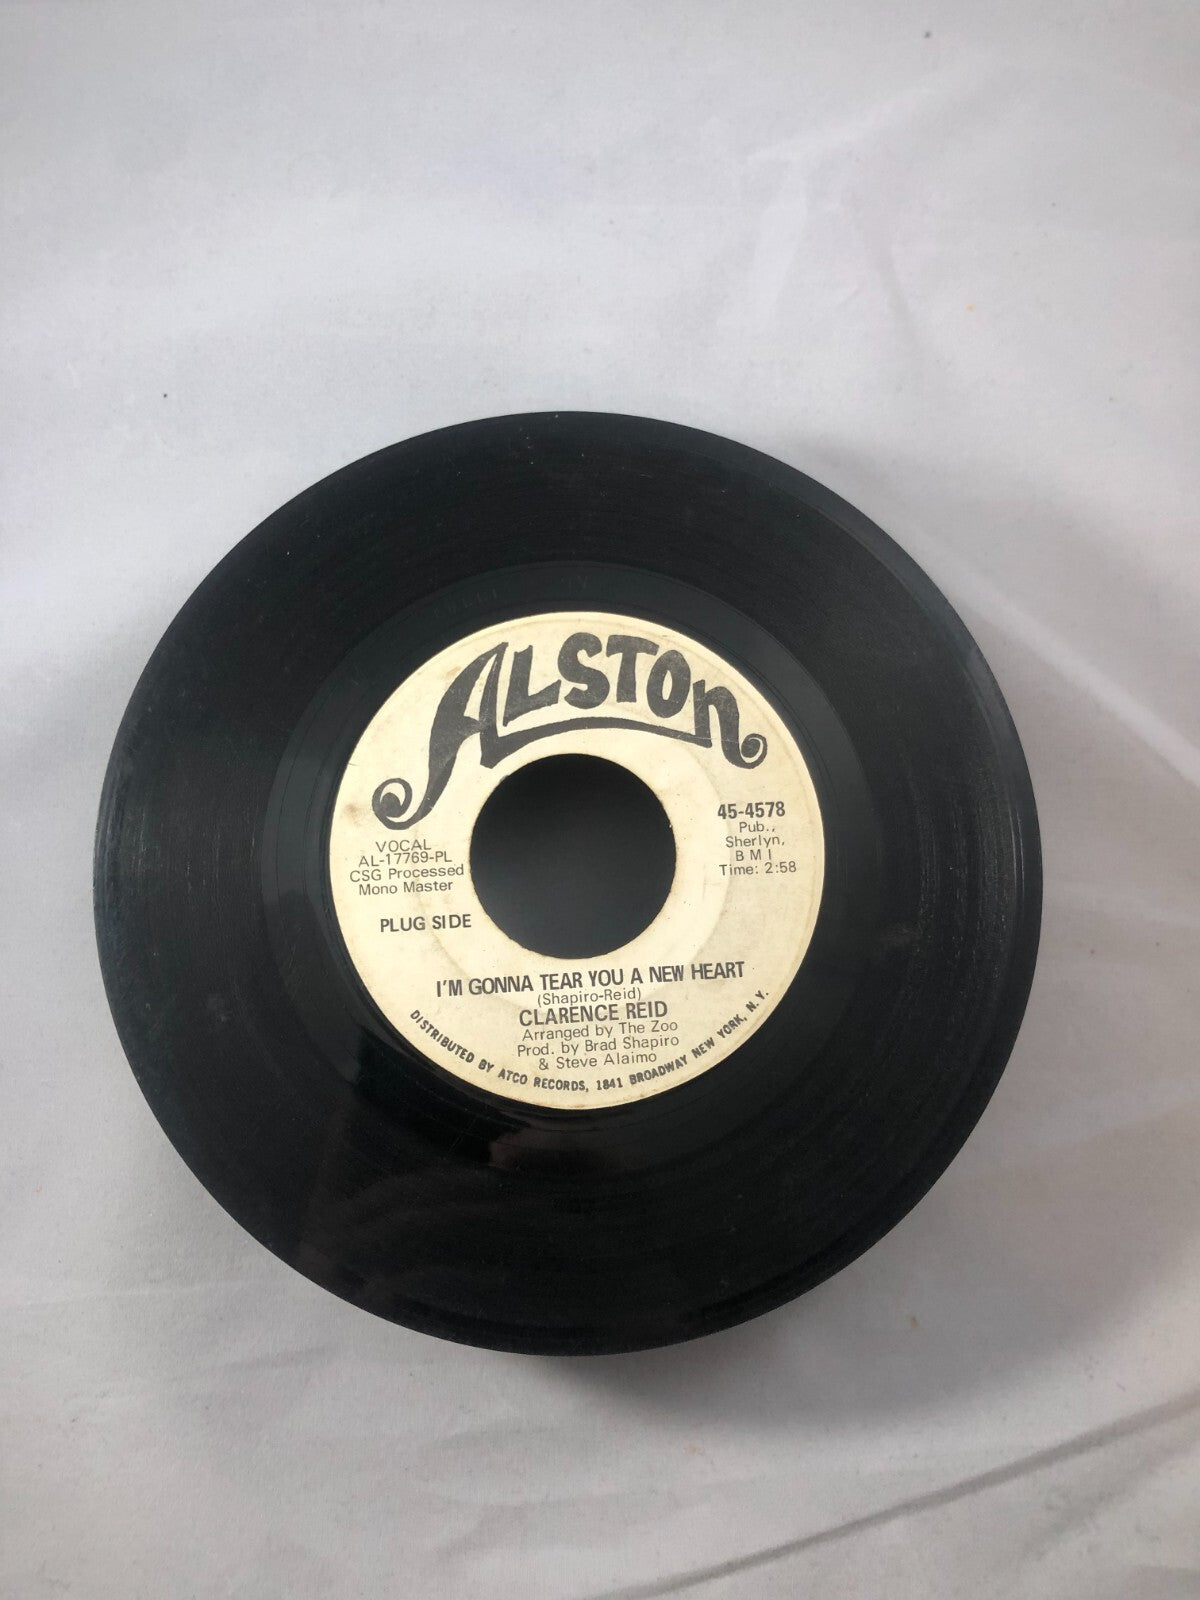 ALSTON
45-4578
Pub.,
Sherlyn,
B M I
Time: 2:58
VOCAL
AL-17769-PL
CSG Processed
Mono Master
PLUG SIDE
I'M GONNA TEAR YOU A NEW HEART
(Shapiro-Reid)
CLARENCE REID
Arranged by The Zoo
Prod. by Brad Shapiro
& Steve Alaimo
DISTRIBUTED BY ATCO RECORDS, 1841 BROADWAY NEW YORK, N.Y.